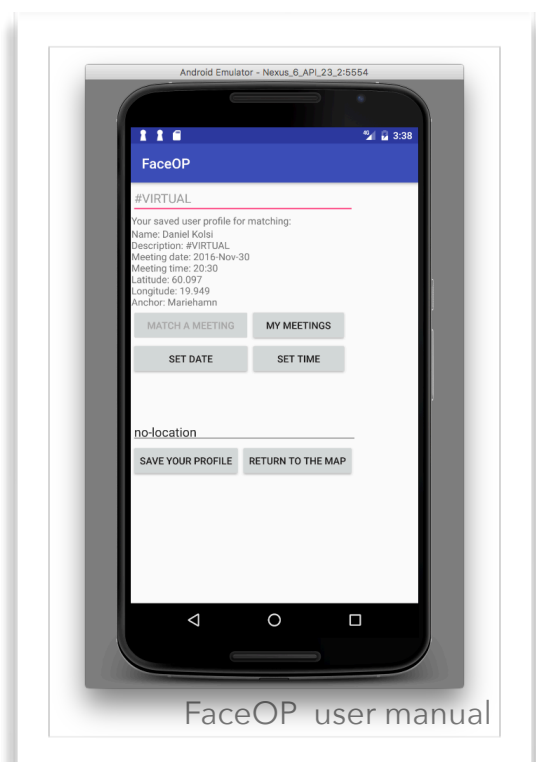 Android Emulator - Nexus_6_API_23_2:5554
4G 3:38
FaceOP
#VIRTUAL
Your saved user profile for matching:
Name: Daniel Kolsi
Description: #VIRTUAL
Meeting date: 2016-Nov-30
Meeting time: 20:30
Latitude: 60.097
Longitude: 19.949
Anchor: Mariehamn
MATCH A MEETING MY MEETINGS
SET DATE SET TIME
no-location
SAVE YOUR PROFILE RETURN TO THE MAP
FaceOP user manual